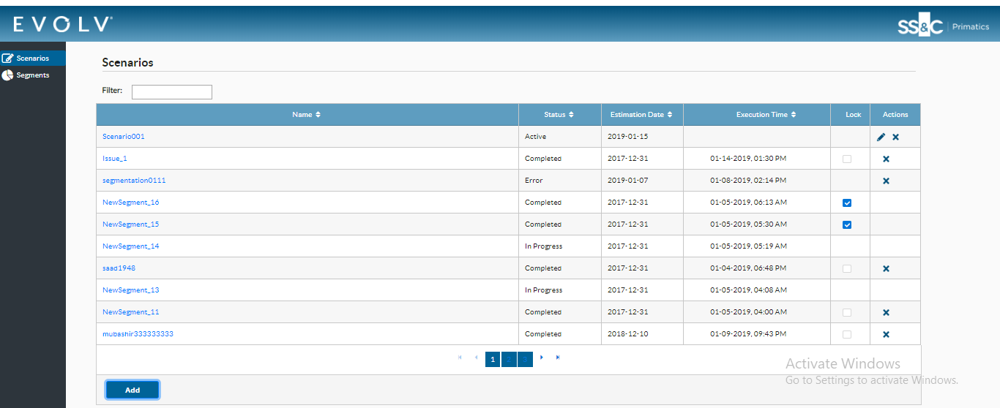 EVOLV
SS&C | Primatics
Scenarios
Segments
Scenarios
Filter:
Name Status Estimation Date Execution Time Lock Actions
Scenario001 Active 2019-01-15
Issue_1 Completed 2017-12-31 01-14-2019, 01:30 PM
segmentation0111 Error 2019-01-07 01-08-2019, 02:14 PM
NewSegment_16 Completed 2017-12-31 01-05-2019, 06:13 AM
NewSegment_15 Completed 2017-12-31 01-05-2019, 05:30 AM
NewSegment_14 In Progress 2017-12-31 01-05-2019, 05:19 AM
saad1948 Completed 2017-12-31 01-04-2019, 06:48 PM
NewSegment_13 In Progress 2017-12-31 01-05-2019, 04:08 AM
NewSegment_11 Completed 2017-12-31 01-05-2019, 04:00 AM
mubashir333333333 Completed 2018-12-10 01-09-2019, 09:43 PM
1 2 3
Activate Windows
Go to Settings to activate Windows.
Add